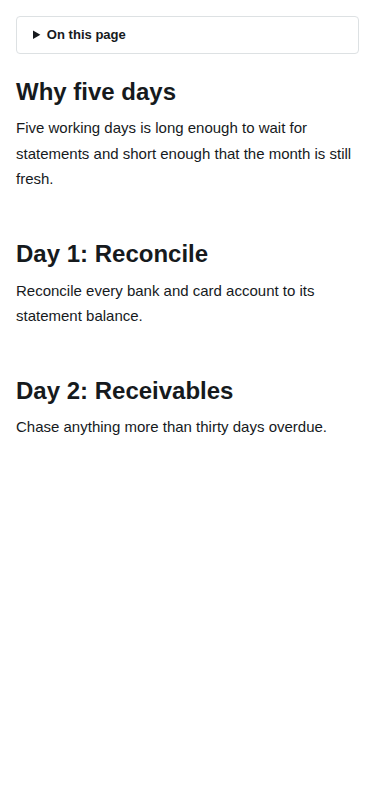 On this page
Why five days
Five working days is long enough to wait for
statements and short enough that the month is still
fresh.
Day 1: Reconcile
Reconcile every bank and card account to its
statement balance.
Day 2: Receivables
Chase anything more than thirty days overdue.